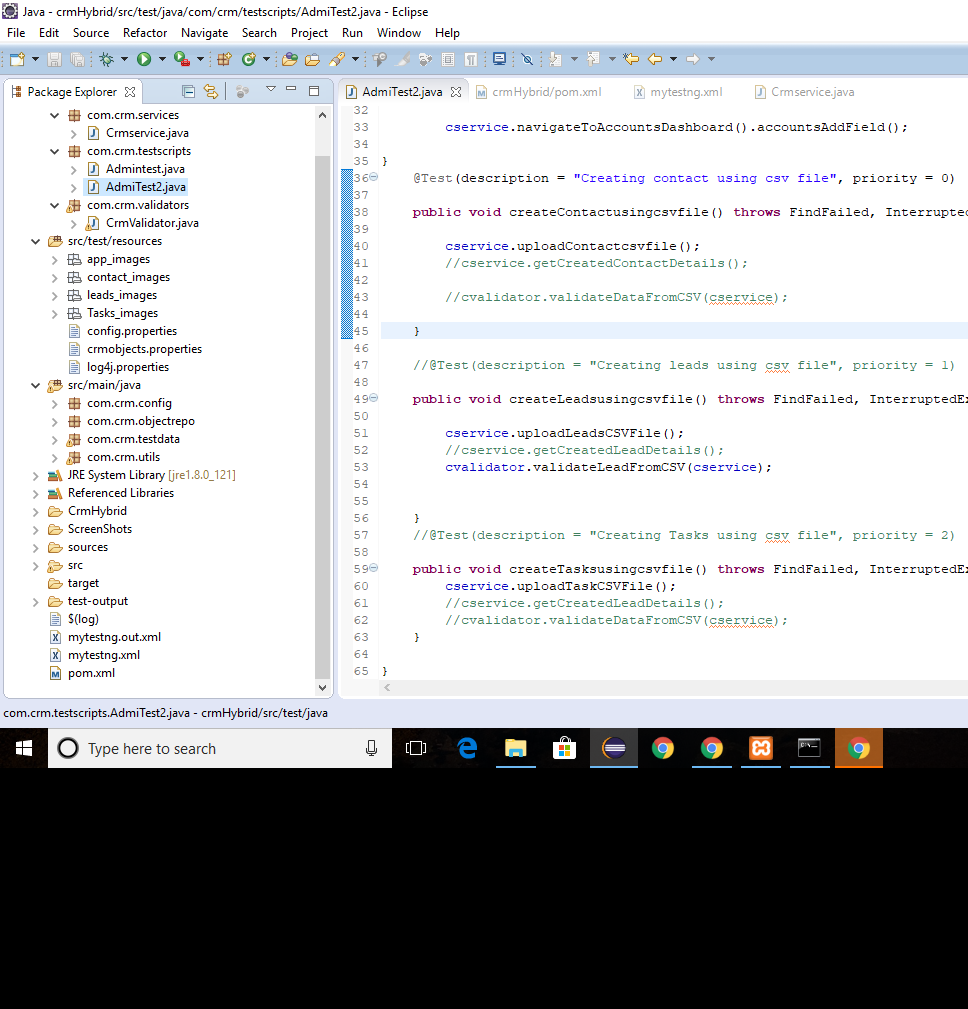 Java - crmHybrid/src/test/java/com/crm/testscripts/AdmiTest2.java - Eclipse
File Edit Source Refactor Navigate Search Project Run Window Help
Package Explorer
com.crm.services
Crmservice.java
com.crm.testscripts
Admintest.java
AdmiTest2.java
com.crm.validators
CrmValidator.java
src/test/resources
app_images
contact_images
leads_images
Tasks_images
config.properties
crmobjects.properties
log4j.properties
src/main/java
com.crm.config
com.crm.objectrepo
com.crm.testdata
com.crm.utils
JRE System Library [jre1.8.0_121]
Referenced Libraries
CrmHybrid
ScreenShots
sources
src
target
test-output
$(log)
mytestng.out.xml
mytestng.xml
pom.xml
AdmiTest2.java crmHybrid/pom.xml mytestng.xml Crmservice.java
32
33 cservice.navigateToAccountsDashboard().accountsAddField();
34
35 }
36 @Test(description = "Creating contact using csv file", priority = 0)
37
38 public void createContactusingcsvfile() throws FindFailed, Interrupted
39
40 cservice.uploadContactcsvfile();
41 //cservice.getCreatedContactDetails();
42
43 //cvalidator.validateDataFromCSV(cservice);
44
45 }
46
47 //@Test(description = "Creating leads using csv file", priority = 1)
48
49 public void createLeadsusingcsvfile() throws FindFailed, InterruptedE
50
51 cservice.uploadLeadsCSVFile();
52 //cservice.getCreatedLeadDetails();
53 cvalidator.validateLeadFromCSV(cservice);
54
55
56 }
57 //@Test(description = "Creating Tasks using csv file", priority = 2)
58
59 public void createTasksusingcsvfile() throws FindFailed, InterruptedE
60 cservice.uploadTaskCSVFile();
61 //cservice.getCreatedLeadDetails();
62 //cvalidator.validateDataFromCSV(cservice);
63 }
64
65 }
com.crm.testscripts.AdmiTest2.java - crmHybrid/src/test/java
Type here to search